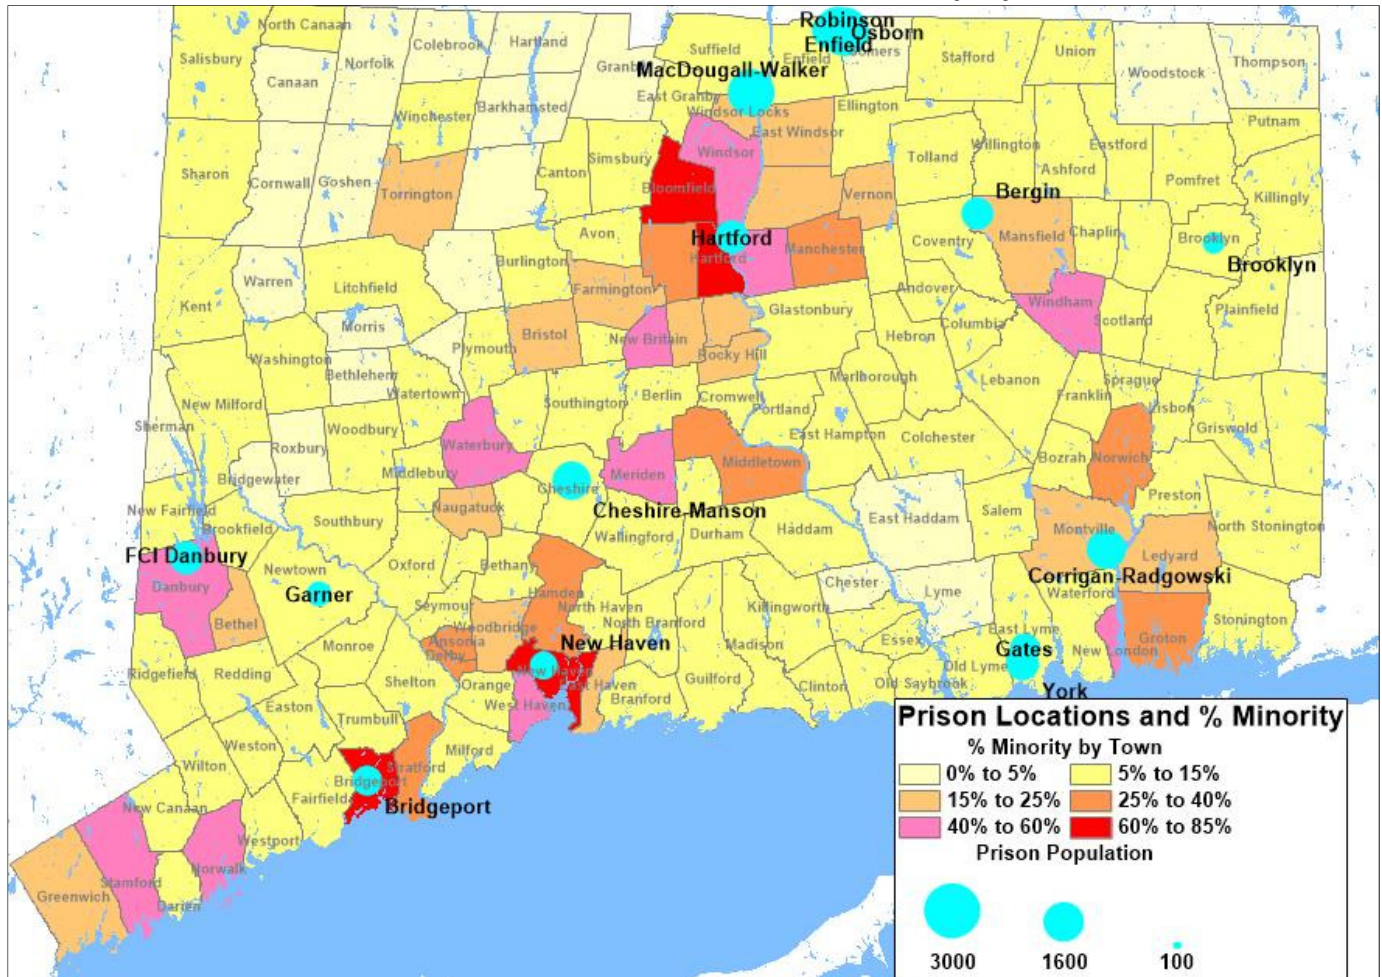 North Canaan
Salisbury
Canaan
Norfolk
Colebrook
Hartland
Robinson
Osborn
Enfield
Enfield
Suffield
Stafford
Union
Woodstock
Thompson
MacDougall-Walker
East Granby
Windsor Locks
East Windsor
Ellington
Winchester
Barkhamsted
Windsor
Putnam
Sharon
Cornwall
Goshen
Torrington
Canton
Simsbury
Bloomfield
Vernon
Tolland
Willington
Ashford
Eastford
Pomfret
Killingly
Bergin
Avon
Hartford
Hartford
Manchester
Coventry
Mansfield
Chaplin
Brooklyn
Brooklyn
Burlington
Farmington
Warren
Litchfield
Kent
Morris
Bristol
New Britain
Rocky Hill
Glastonbury
Andover
Hebron
Columbia
Windham
Scotland
Plainfield
Washington
Plymouth
Bethlehem
Watertown
Southington
Berlin
Cromwell
Portland
Marlborough
Lebanon
Franklin
Sprague
Lisbon
Griswold
New Milford
Sherman
Roxbury
Woodbury
Bridgewater
Middlebury
Waterbury
Cheshire
Meriden
Middletown
East Hampton
Colchester
Bozrah
Norwich
Preston
Cheshire-Manson
New Fairfield
Brookfield
Southbury
Naugatuck
Wallingford
Durham
Haddam
East Haddam
Salem
Montville
Ledyard
North Stonington
FCI Danbury
Danbury
Newtown
Oxford
Bethany
Garner
Bethel
Seymour
Hamden
North Haven
North Branford
Killingworth
Chester
Lyme
Corrigan-Radgowski
Waterford
Monroe
Ansonia
Derby
Woodbridge
New Haven
New Haven
East Haven
Madison
Essex
East Lyme
Gates
New London
Groton
Stonington
Ridgefield
Redding
Shelton
Orange
West Haven
Branford
Guilford
Clinton
Old Saybrook
Old Lyme
York
Easton
Trumbull
Milford
Weston
Wilton
Stratford
Bridgeport
Bridgeport
Fairfield
New Canaan
Westport
Norwalk
Stamford
Darien
Greenwich
Prison Locations and % Minority
% Minority by Town
0% to 5% 5% to 15%
15% to 25% 25% to 40%
40% to 60% 60% to 85%
Prison Population
3000 1600 100